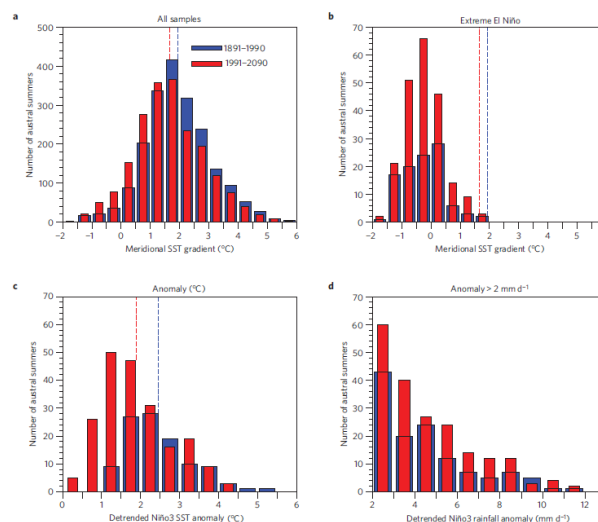 a All samples
500
400
300
200
100
0
Number of austral summers
1891–1990
1991–2090
−2 −1 0 1 2 3 4 5 6
Meridional SST gradient (°C)
b Extreme El Niño
70
60
50
40
30
20
10
0
Number of austral summers
−2 −1 0 1 2 3 4 5
Meridional SST gradient (°C)
c Anomaly (°C)
70
60
50
40
30
20
10
0
Number of austral summers
0 1 2 3 4 5 6
Detrended Niño3 SST anomaly (°C)
d Anomaly > 2 mm d⁻¹
70
60
50
40
30
20
10
0
Number of austral summers
2 4 6 8 10 12
Detrended Niño3 rainfall anomaly (mm d⁻¹)